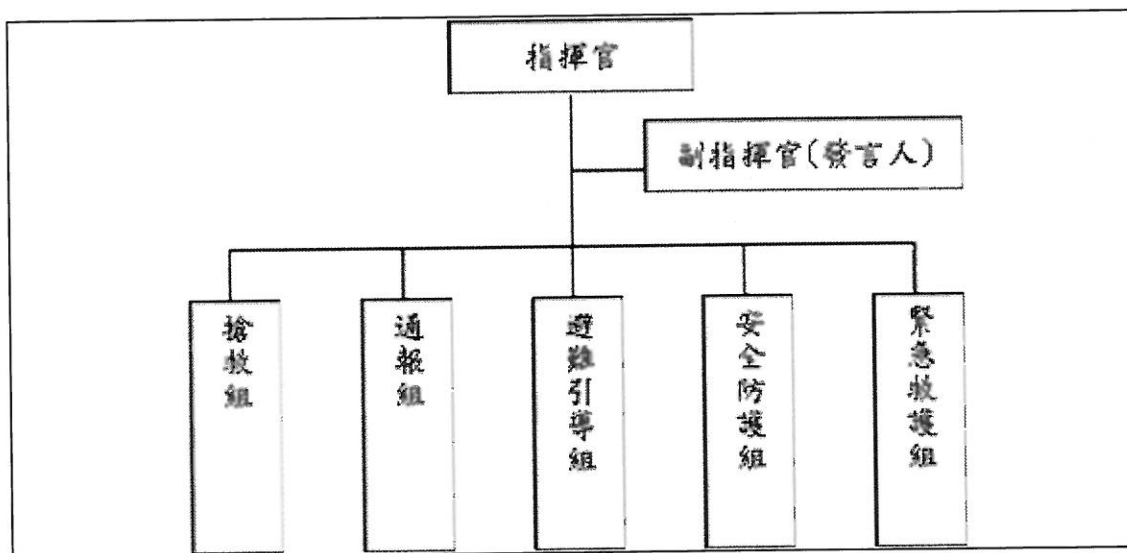 指揮官
副指揮官(發言人)
搶救組
通報組
避難引導組
安全防護組
緊急救護組